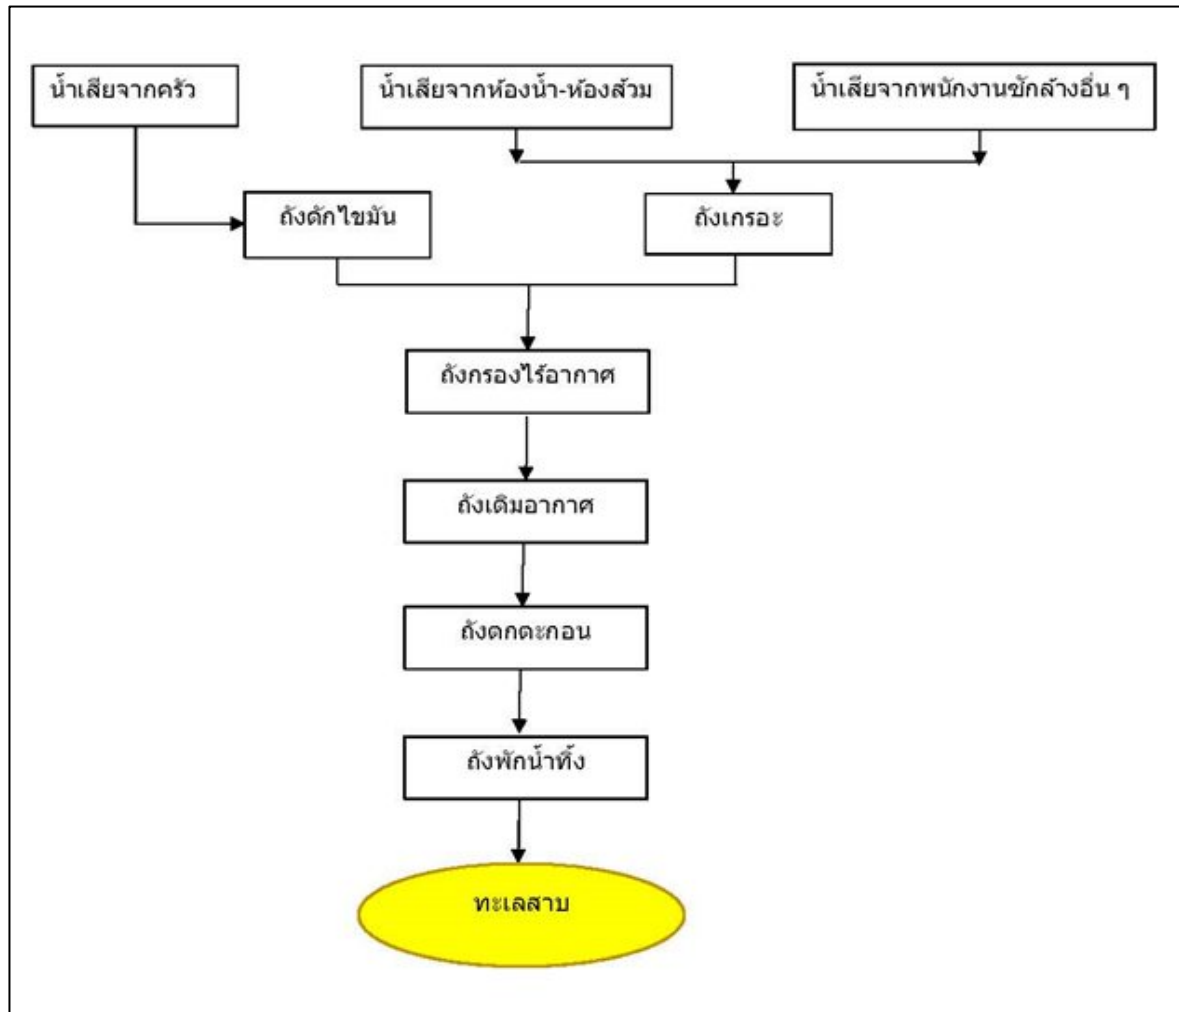 น้ำเสียจากครัว
น้ำเสียจากห้องน้ำ-ห้องส้วม
น้ำเสียจากพนักงานซักล้างอื่น ๆ
ถังดักไขมัน
ถังเกรอะ
ถังกรองไร้อากาศ
ถังเติมอากาศ
ถังตกตะกอน
ถังพักน้ำทิ้ง
ทะเลสาบ